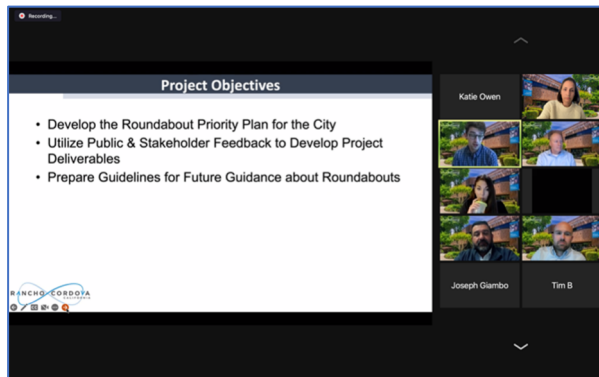 Recording...
Project Objectives
• Develop the Roundabout Priority Plan for the City
• Utilize Public & Stakeholder Feedback to Develop Project
Deliverables
• Prepare Guidelines for Future Guidance about Roundabouts
RANCHO CORDOVA
CALIFORNIA
Katie Owen
Joseph Giambo
Tim B